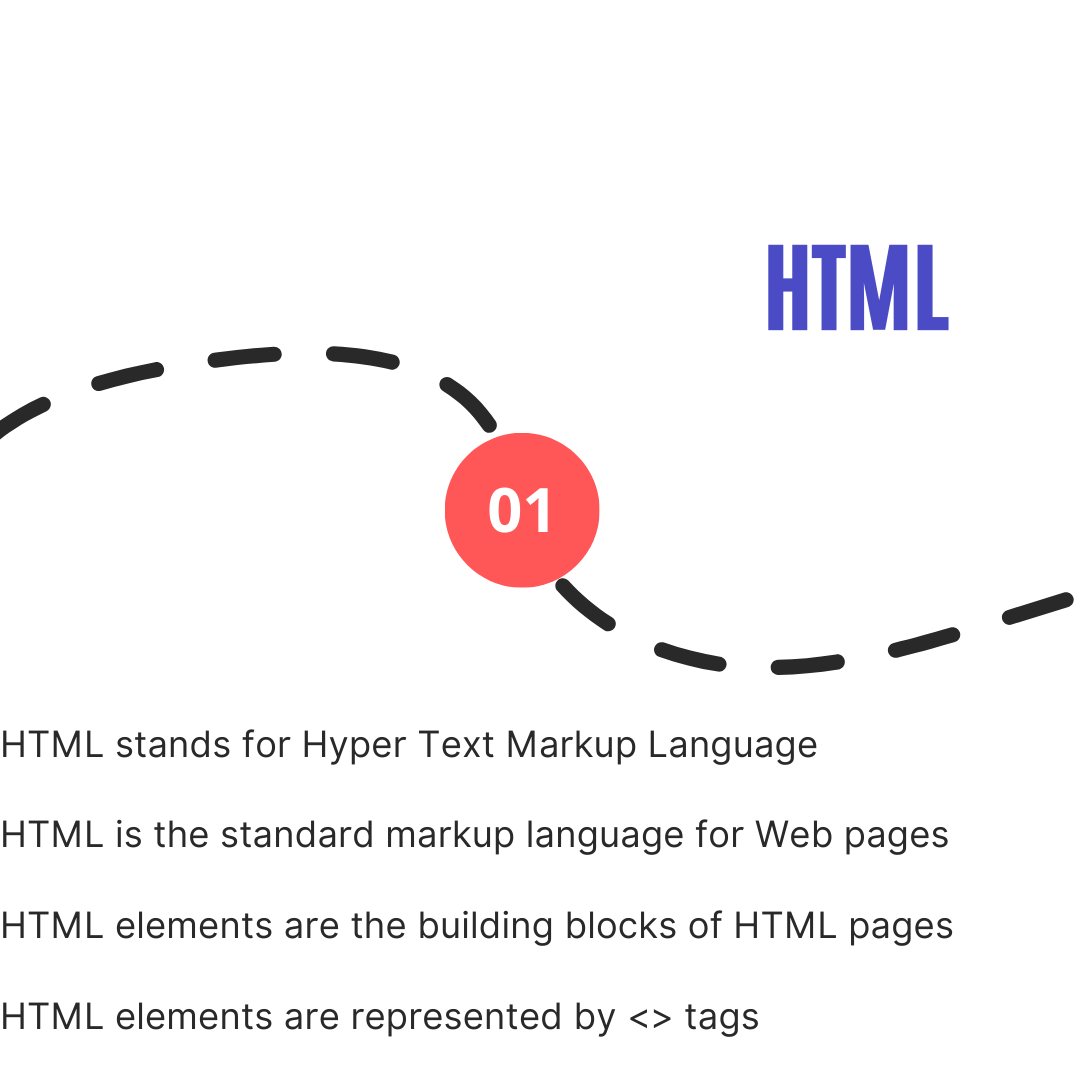 HTML
01
HTML stands for Hyper Text Markup Language
HTML is the standard markup language for Web pages
HTML elements are the building blocks of HTML pages
HTML elements are represented by <> tags